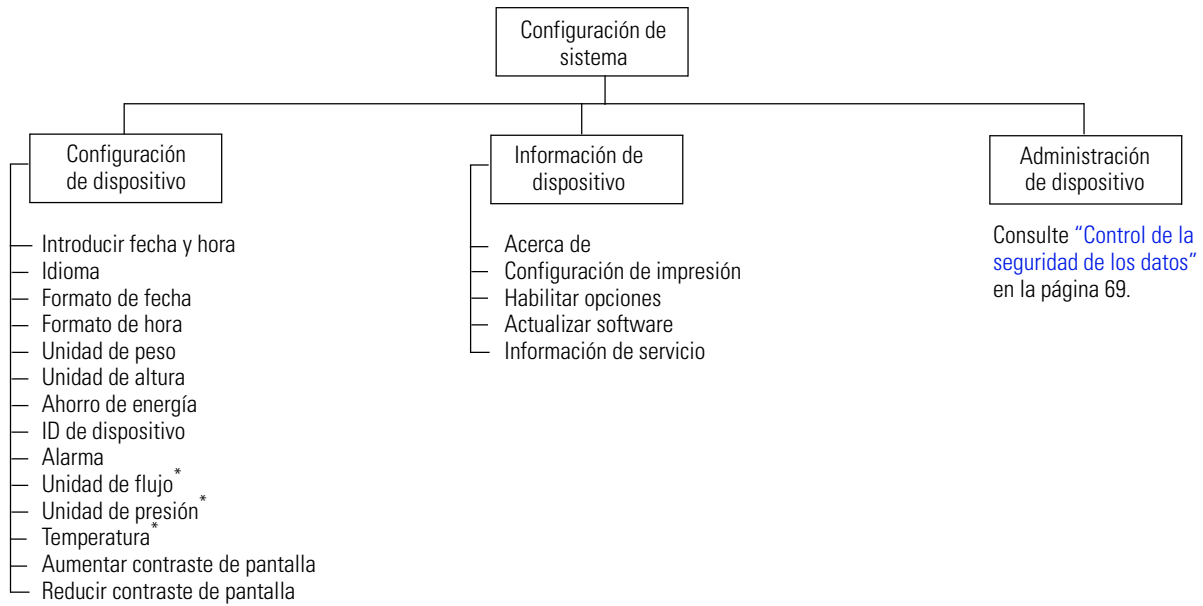 Configuración de
sistema
Configuración
de dispositivo
Introducir fecha y hora
Idioma
Formato de fecha
Formato de hora
Unidad de peso
Unidad de altura
Ahorro de energía
ID de dispositivo
Alarma
Unidad de flujo*
Unidad de presión*
Temperatura*
Aumentar contraste de pantalla
Reducir contraste de pantalla
Información de
dispositivo
Acerca de
Configuración de impresión
Habilitar opciones
Actualizar software
Información de servicio
Administración
de dispositivo
Consulte “Control de la
seguridad de los datos”
en la página 69.